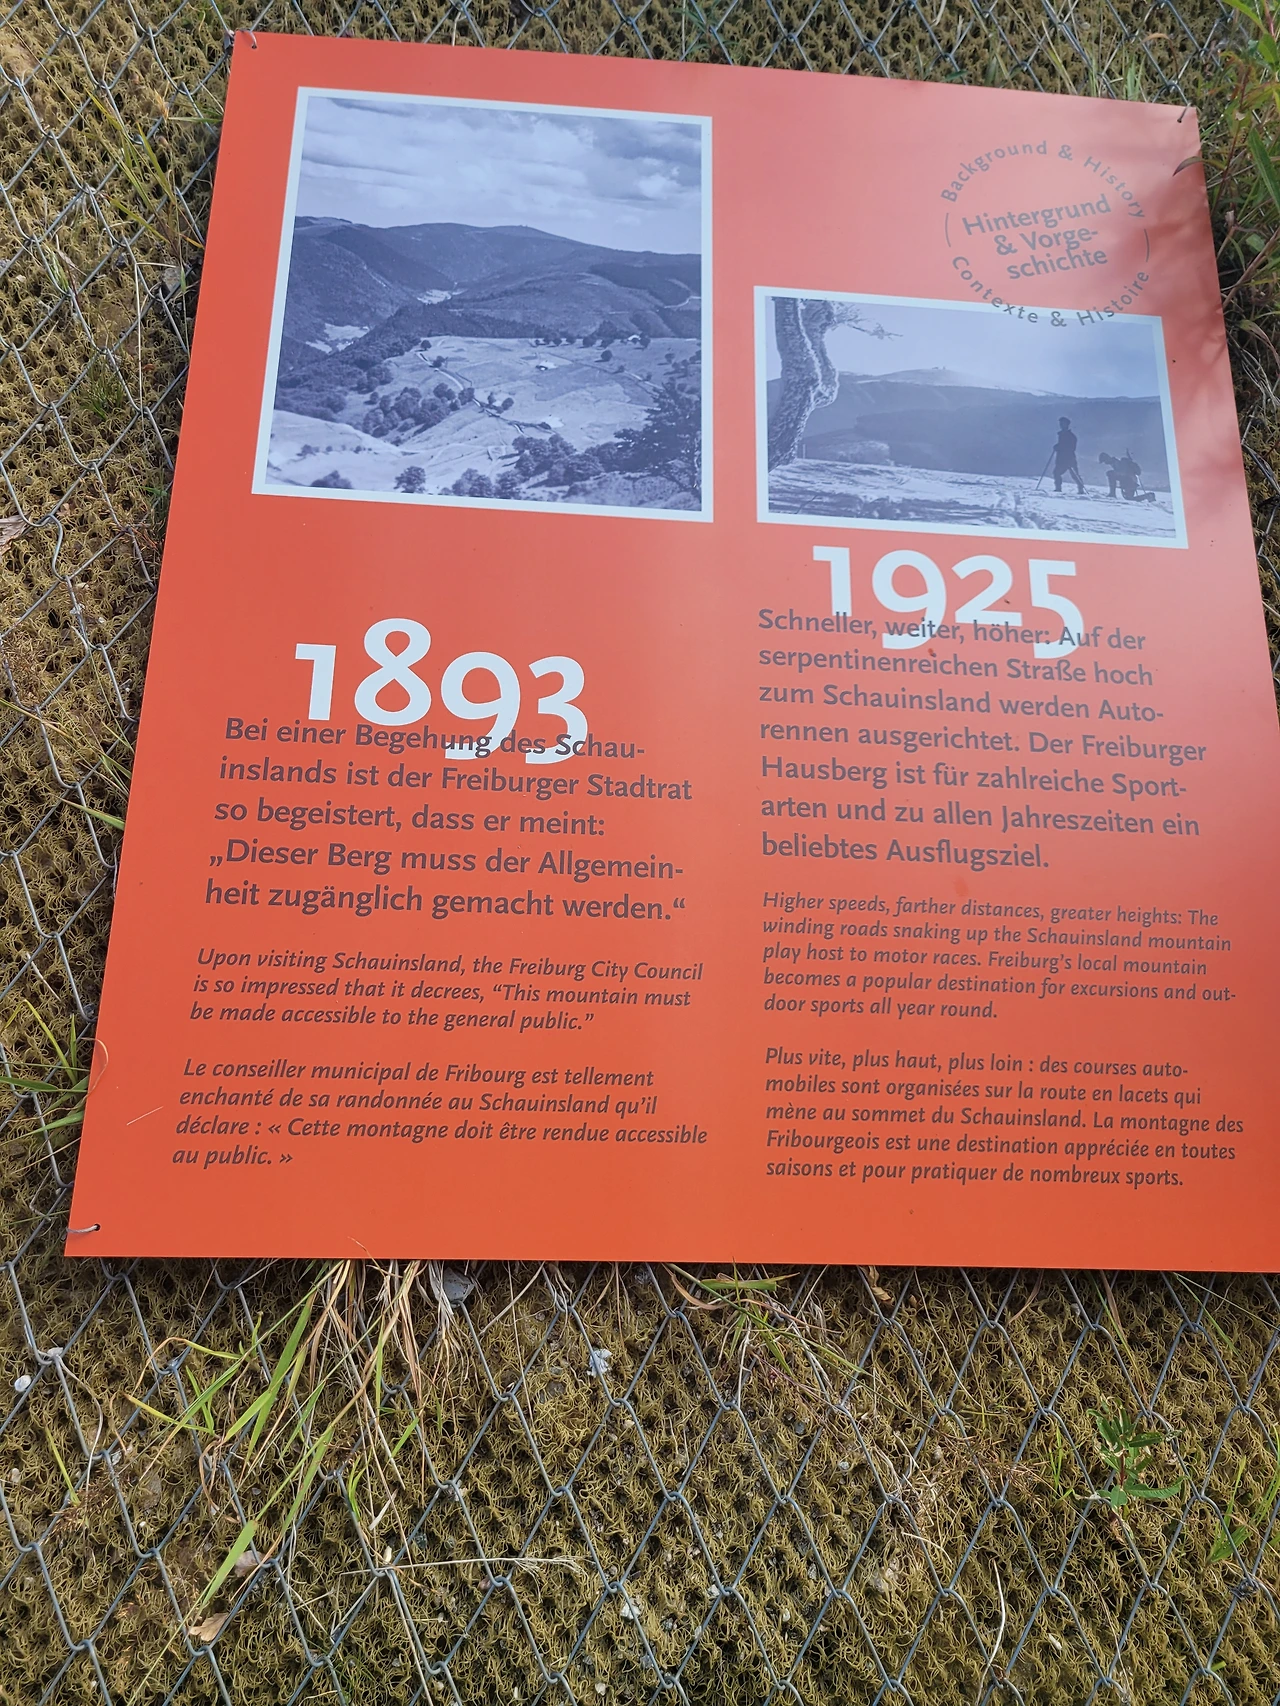 Background & History
Hintergrund
& Vorge-
schichte
Contexte & Histoire
1893
Bei einer Begehung des Schau-
inslands ist der Freiburger Stadtrat
so begeistert, dass er meint:
„Dieser Berg muss der Allgemein-
heit zugänglich gemacht werden.“
Upon visiting Schauinsland, the Freiburg City Council
is so impressed that it decrees, “This mountain must
be made accessible to the general public.”
Le conseiller municipal de Fribourg est tellement
enchanté de sa randonnée au Schauinsland qu’il
déclare : « Cette montagne doit être rendue accessible
au public. »
1925
Schneller, weiter, höher: Auf der
serpentinenreichen Straße hoch
zum Schauinsland werden Auto-
rennen ausgerichtet. Der Freiburger
Hausberg ist für zahlreiche Sport-
arten und zu allen Jahreszeiten ein
beliebtes Ausflugsziel.
Higher speeds, farther distances, greater heights: The
winding roads snaking up the Schauinsland mountain
play host to motor races. Freiburg’s local mountain
becomes a popular destination for excursions and out-
door sports all year round.
Plus vite, plus haut, plus loin : des courses auto-
mobiles sont organisées sur la route en lacets qui
mène au sommet du Schauinsland. La montagne des
Fribourgeois est une destination appréciée en toutes
saisons et pour pratiquer de nombreux sports.